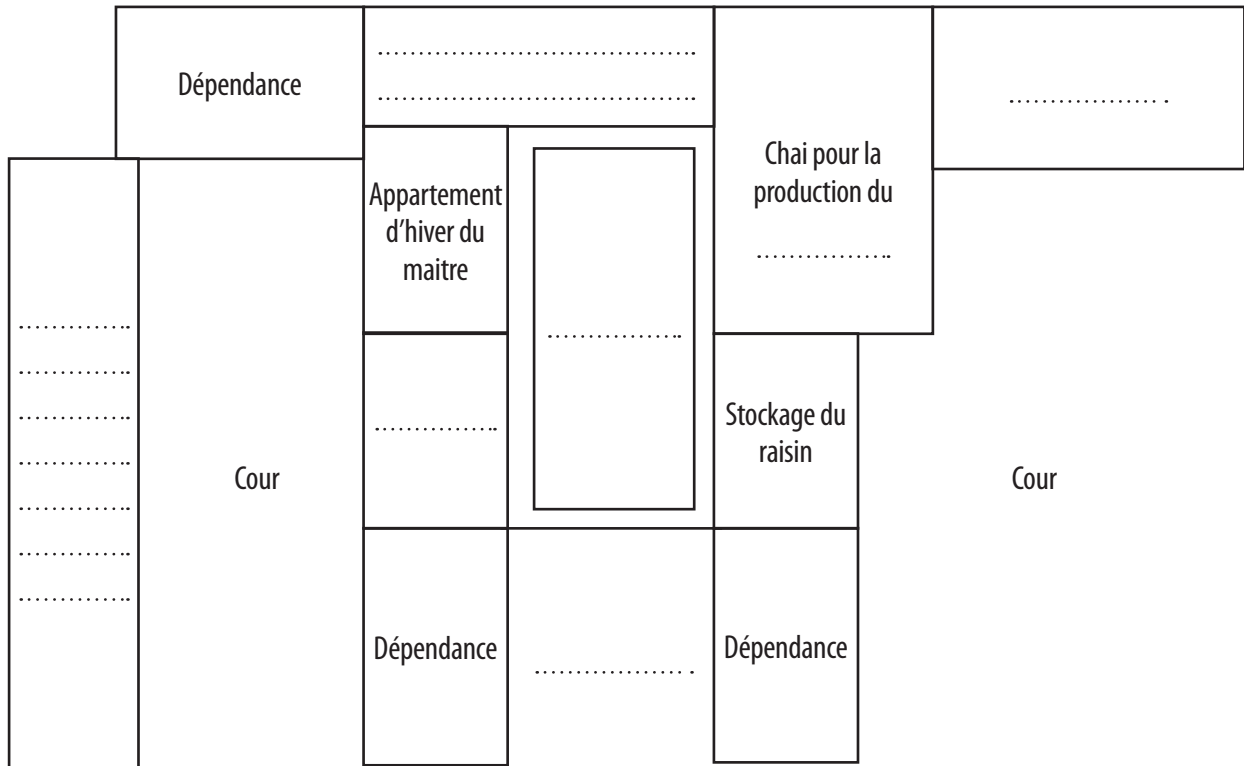 Dépendance
........................................
........................................
Chai pour la
production du
.................
................... .
Appartement
d'hiver du
maitre
.................
...............
Stockage du
raisin
..............
..............
..............
..............
..............
..............
..............
Cour
Cour
Dépendance
................... .
Dépendance